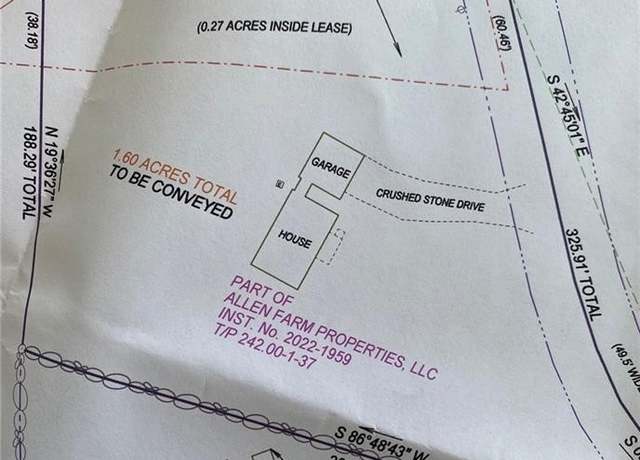 (38.18')
(0.27 ACRES INSIDE LEASE)
(60.46')
S 42°45'01" E
N 19°36'27" W
188.29' TOTAL
1.60 ACRES TOTAL
TO BE CONVEYED
GARAGE
CRUSHED STONE DRIVE
HOUSE
325.91' TOTAL
PART OF
ALLEN FARM PROPERTIES, LLC
INST. No. 2022-1959
T/P 242.00-1-37
(49.5' WIDE
S 86°48'43" W